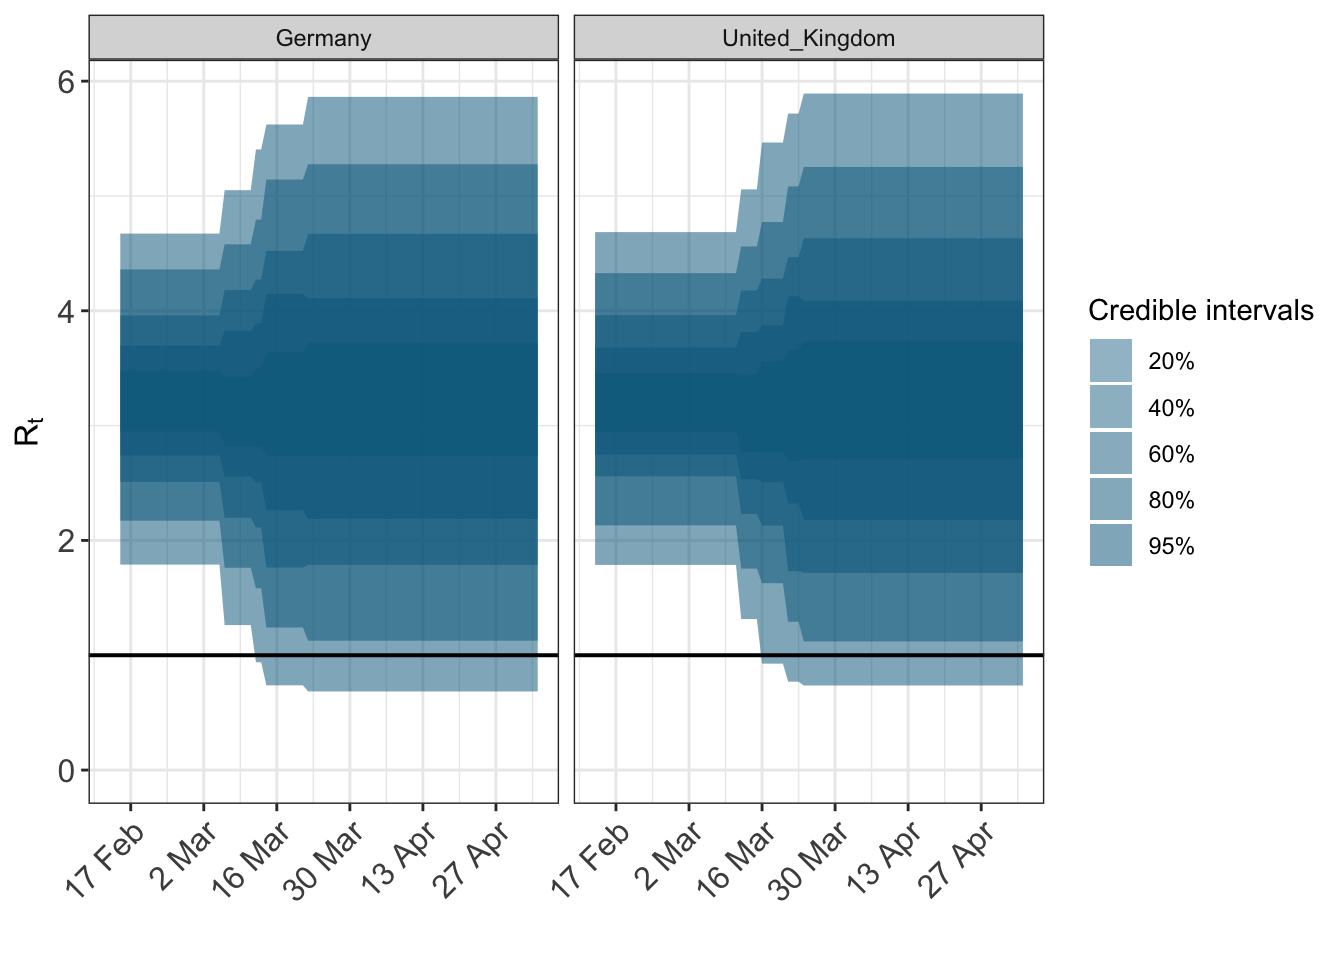 Germany
United_Kingdom
6
4
2
0
Rt
17 Feb
2 Mar
16 Mar
30 Mar
13 Apr
27 Apr
17 Feb
2 Mar
16 Mar
30 Mar
13 Apr
27 Apr
Credible intervals
20%
40%
60%
80%
95%